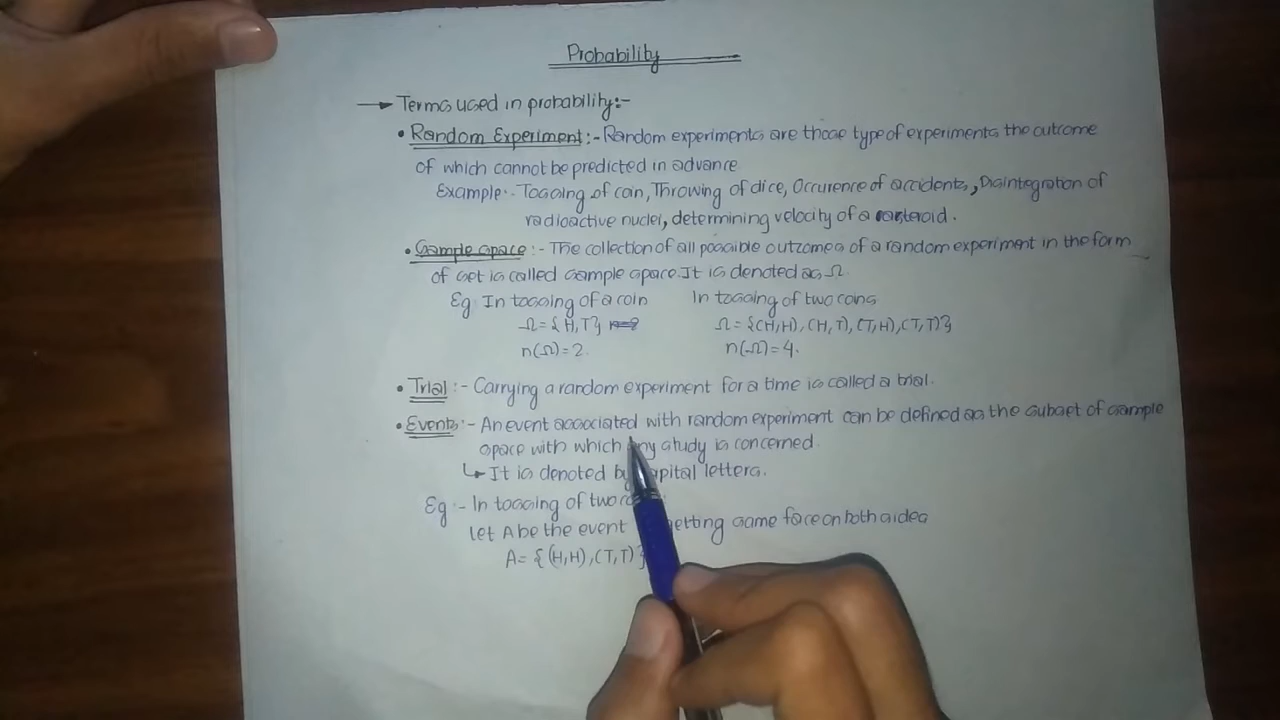 Probability
→ Terms used in probability:-
• Random Experiment:- Random experiments are those type of experiments the outcome
of which cannot be predicted in advance
Example:- Tossing of coin, Throwing of dice, Occurence of accidents, Disintegration of
radioactive nuclei, determining velocity of a asteroid.
• Sample space:- The collection of all possible outcomes of a random experiment in the form
of set is called sample space. It is denoted as Ω.
Eg: In tossing of a coin In tossing of two coins
Ω = {H,T} Ω = {(H,H), (H,T), (T,H), (T,T)}
n(Ω) = 2. n(Ω) = 4.
• Trial:- Carrying a random experiment for a time is called a trial.
• Events:- An event associated with random experiment can be defined as the subset of sample
space with which any study is concerned.
↳ It is denoted by capital letters.
Eg:- In tossing of two
Let A be the event getting same face on both sides
A = {(H,H), (T,T)}